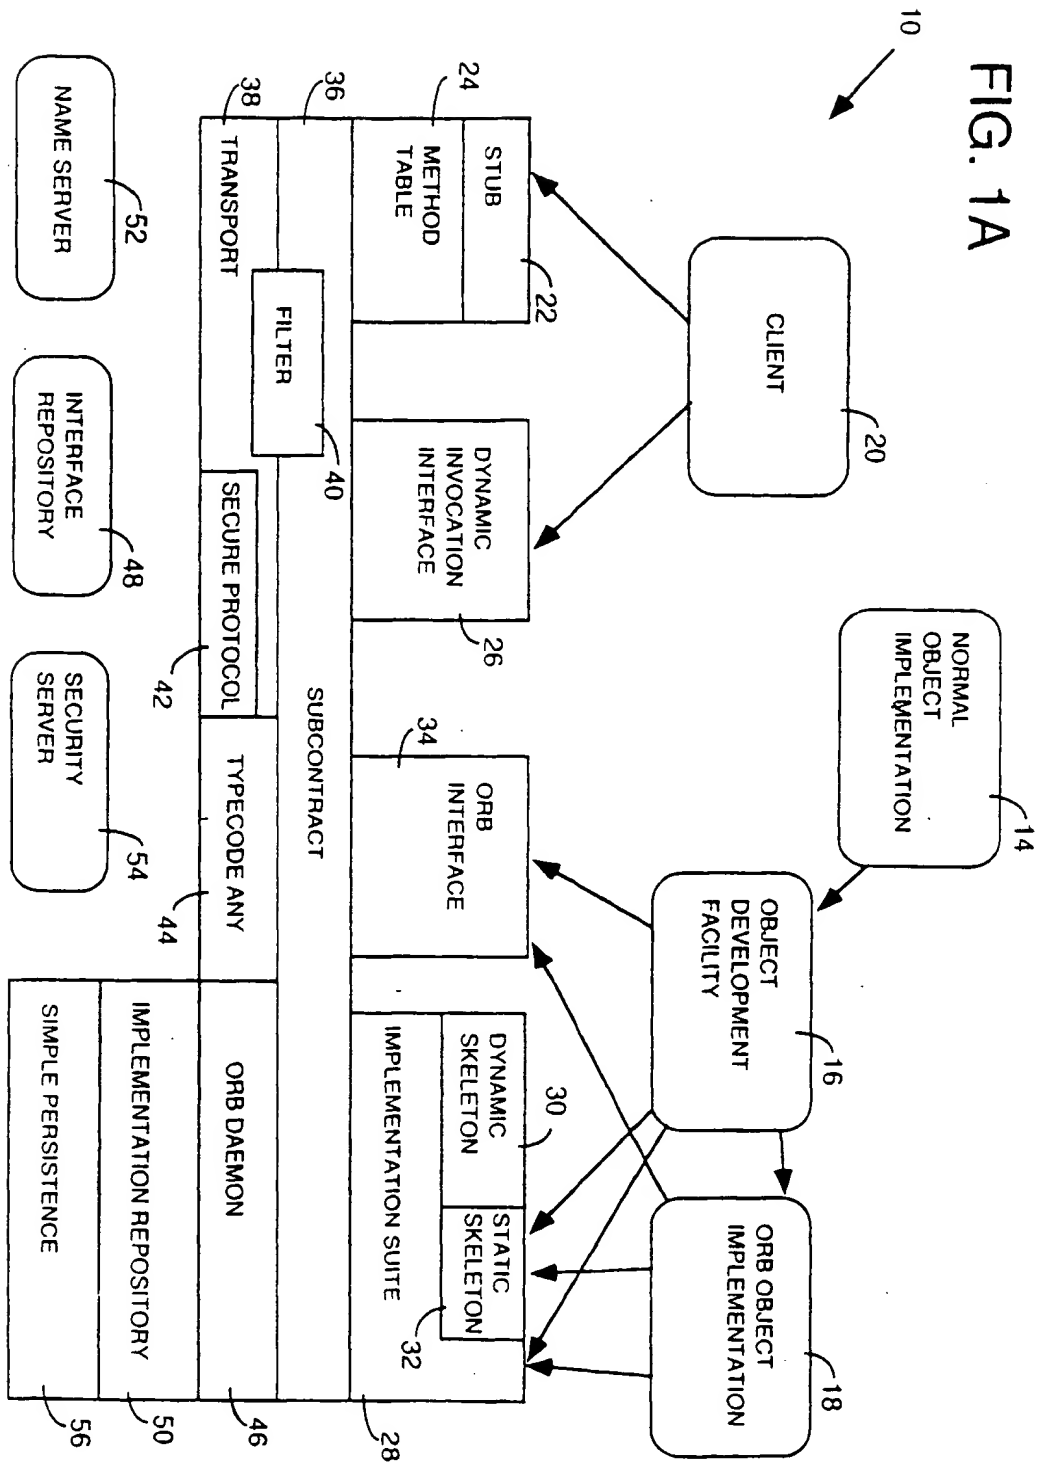 FIG. 1A
10
NORMAL
OBJECT
IMPLEMENTATION
14
CLIENT
20
OBJECT
DEVELOPMENT
FACILITY
16
ORB OBJECT
IMPLEMENTATION
18
STUB
22
METHOD
TABLE
24
DYNAMIC
INVOCATION
INTERFACE
26
ORB
INTERFACE
34
DYNAMIC
SKELETON
30
STATIC
SKELETON
32
IMPLEMENTATION SUITE
28
36
SUBCONTRACT
FILTER
40
38
TRANSPORT
SECURE PROTOCOL
42
TYPECODE ANY
44
ORB DAEMON
46
IMPLEMENTATION REPOSITORY
50
SIMPLE PERSISTENCE
56
NAME SERVER
52
INTERFACE
REPOSITORY
48
SECURITY
SERVER
54